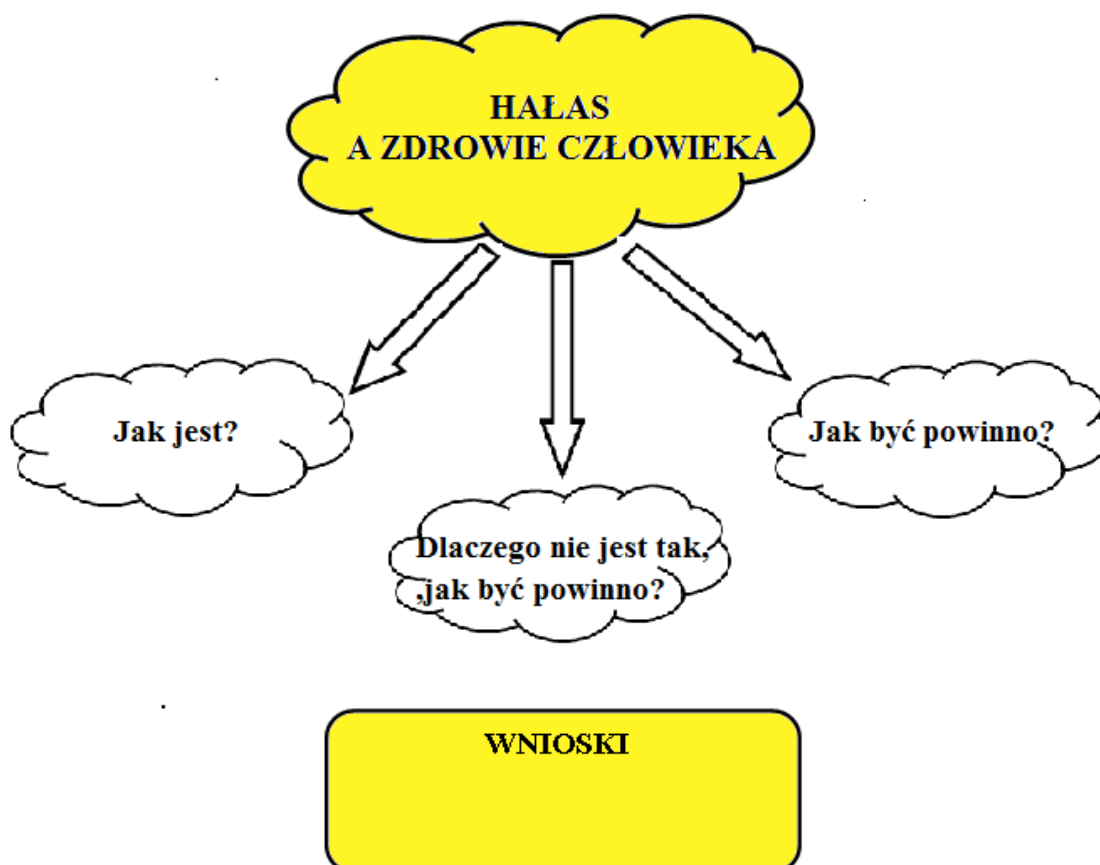 HAŁAS
A ZDROWIE CZŁOWIEKA
Jak jest?
Jak być powinno?
Dlaczego nie jest tak,
,jak być powinno?
WNIOSKI